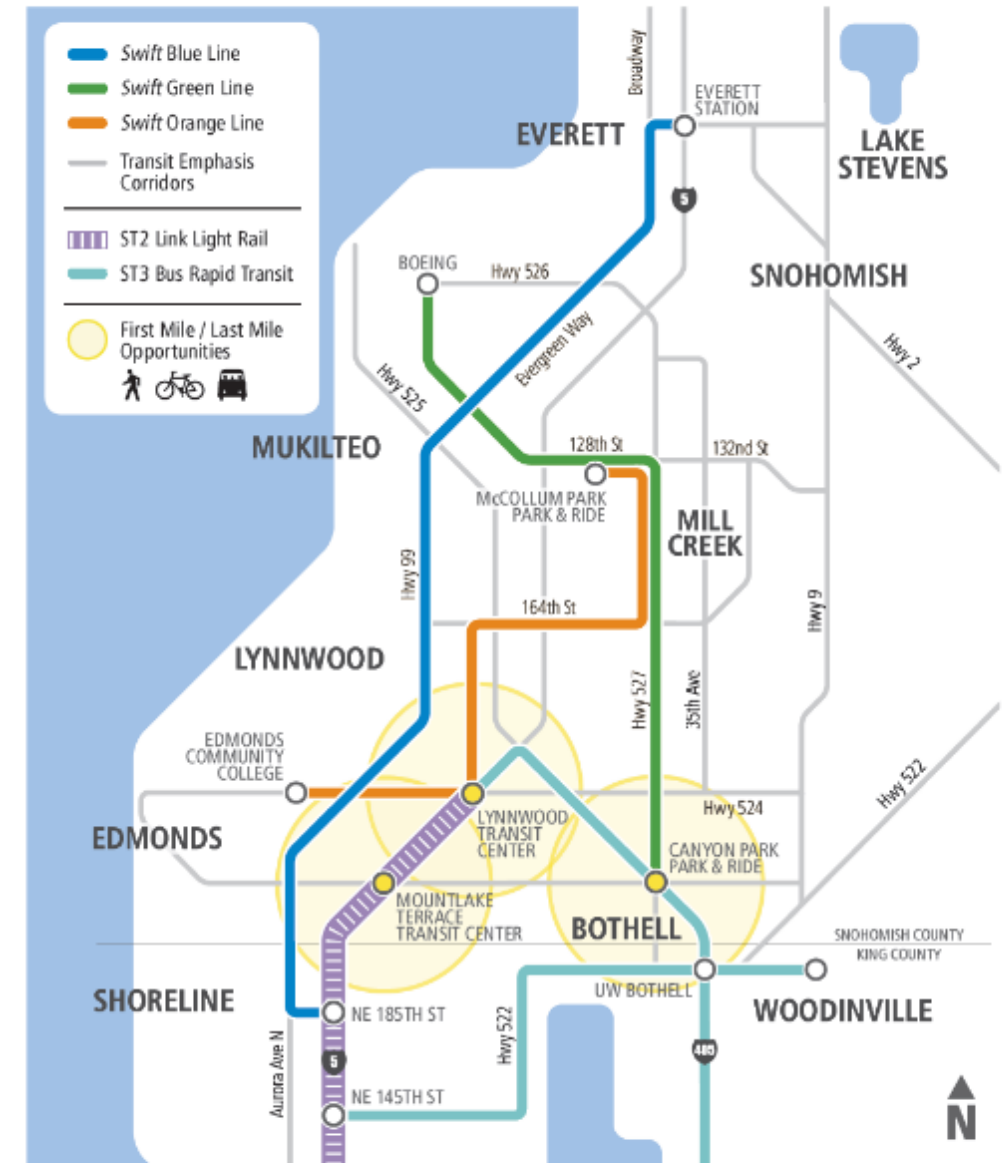 Swift Blue Line
Swift Green Line
Swift Orange Line
Transit Emphasis
Corridors
ST2 Link Light Rail
ST3 Bus Rapid Transit
First Mile / Last Mile
Opportunities
Broadway
EVERETT
STATION
EVERETT
LAKE
STEVENS
5
BOEING
Hwy 526
SNOHOMISH
Evergreen Way
Hwy 2
Hwy 525
MUKILTEO
128th St
132nd St
McCOLLUM PARK
PARK & RIDE
MILL
CREEK
Hwy 99
164th St
Hwy 9
LYNNWOOD
Hwy 527
35th Ave
EDMONDS
COMMUNITY
COLLEGE
Hwy 522
Hwy 524
EDMONDS
LYNNWOOD
TRANSIT
CENTER
CANYON PARK
PARK & RIDE
MOUNTLAKE
TERRACE
TRANSIT CENTER
BOTHELL
SNOHOMISH COUNTY
KING COUNTY
UW BOTHELL
SHORELINE
NE 185TH ST
WOODINVILLE
Hwy 522
Aurora Ave N
5
405
NE 145TH ST
N